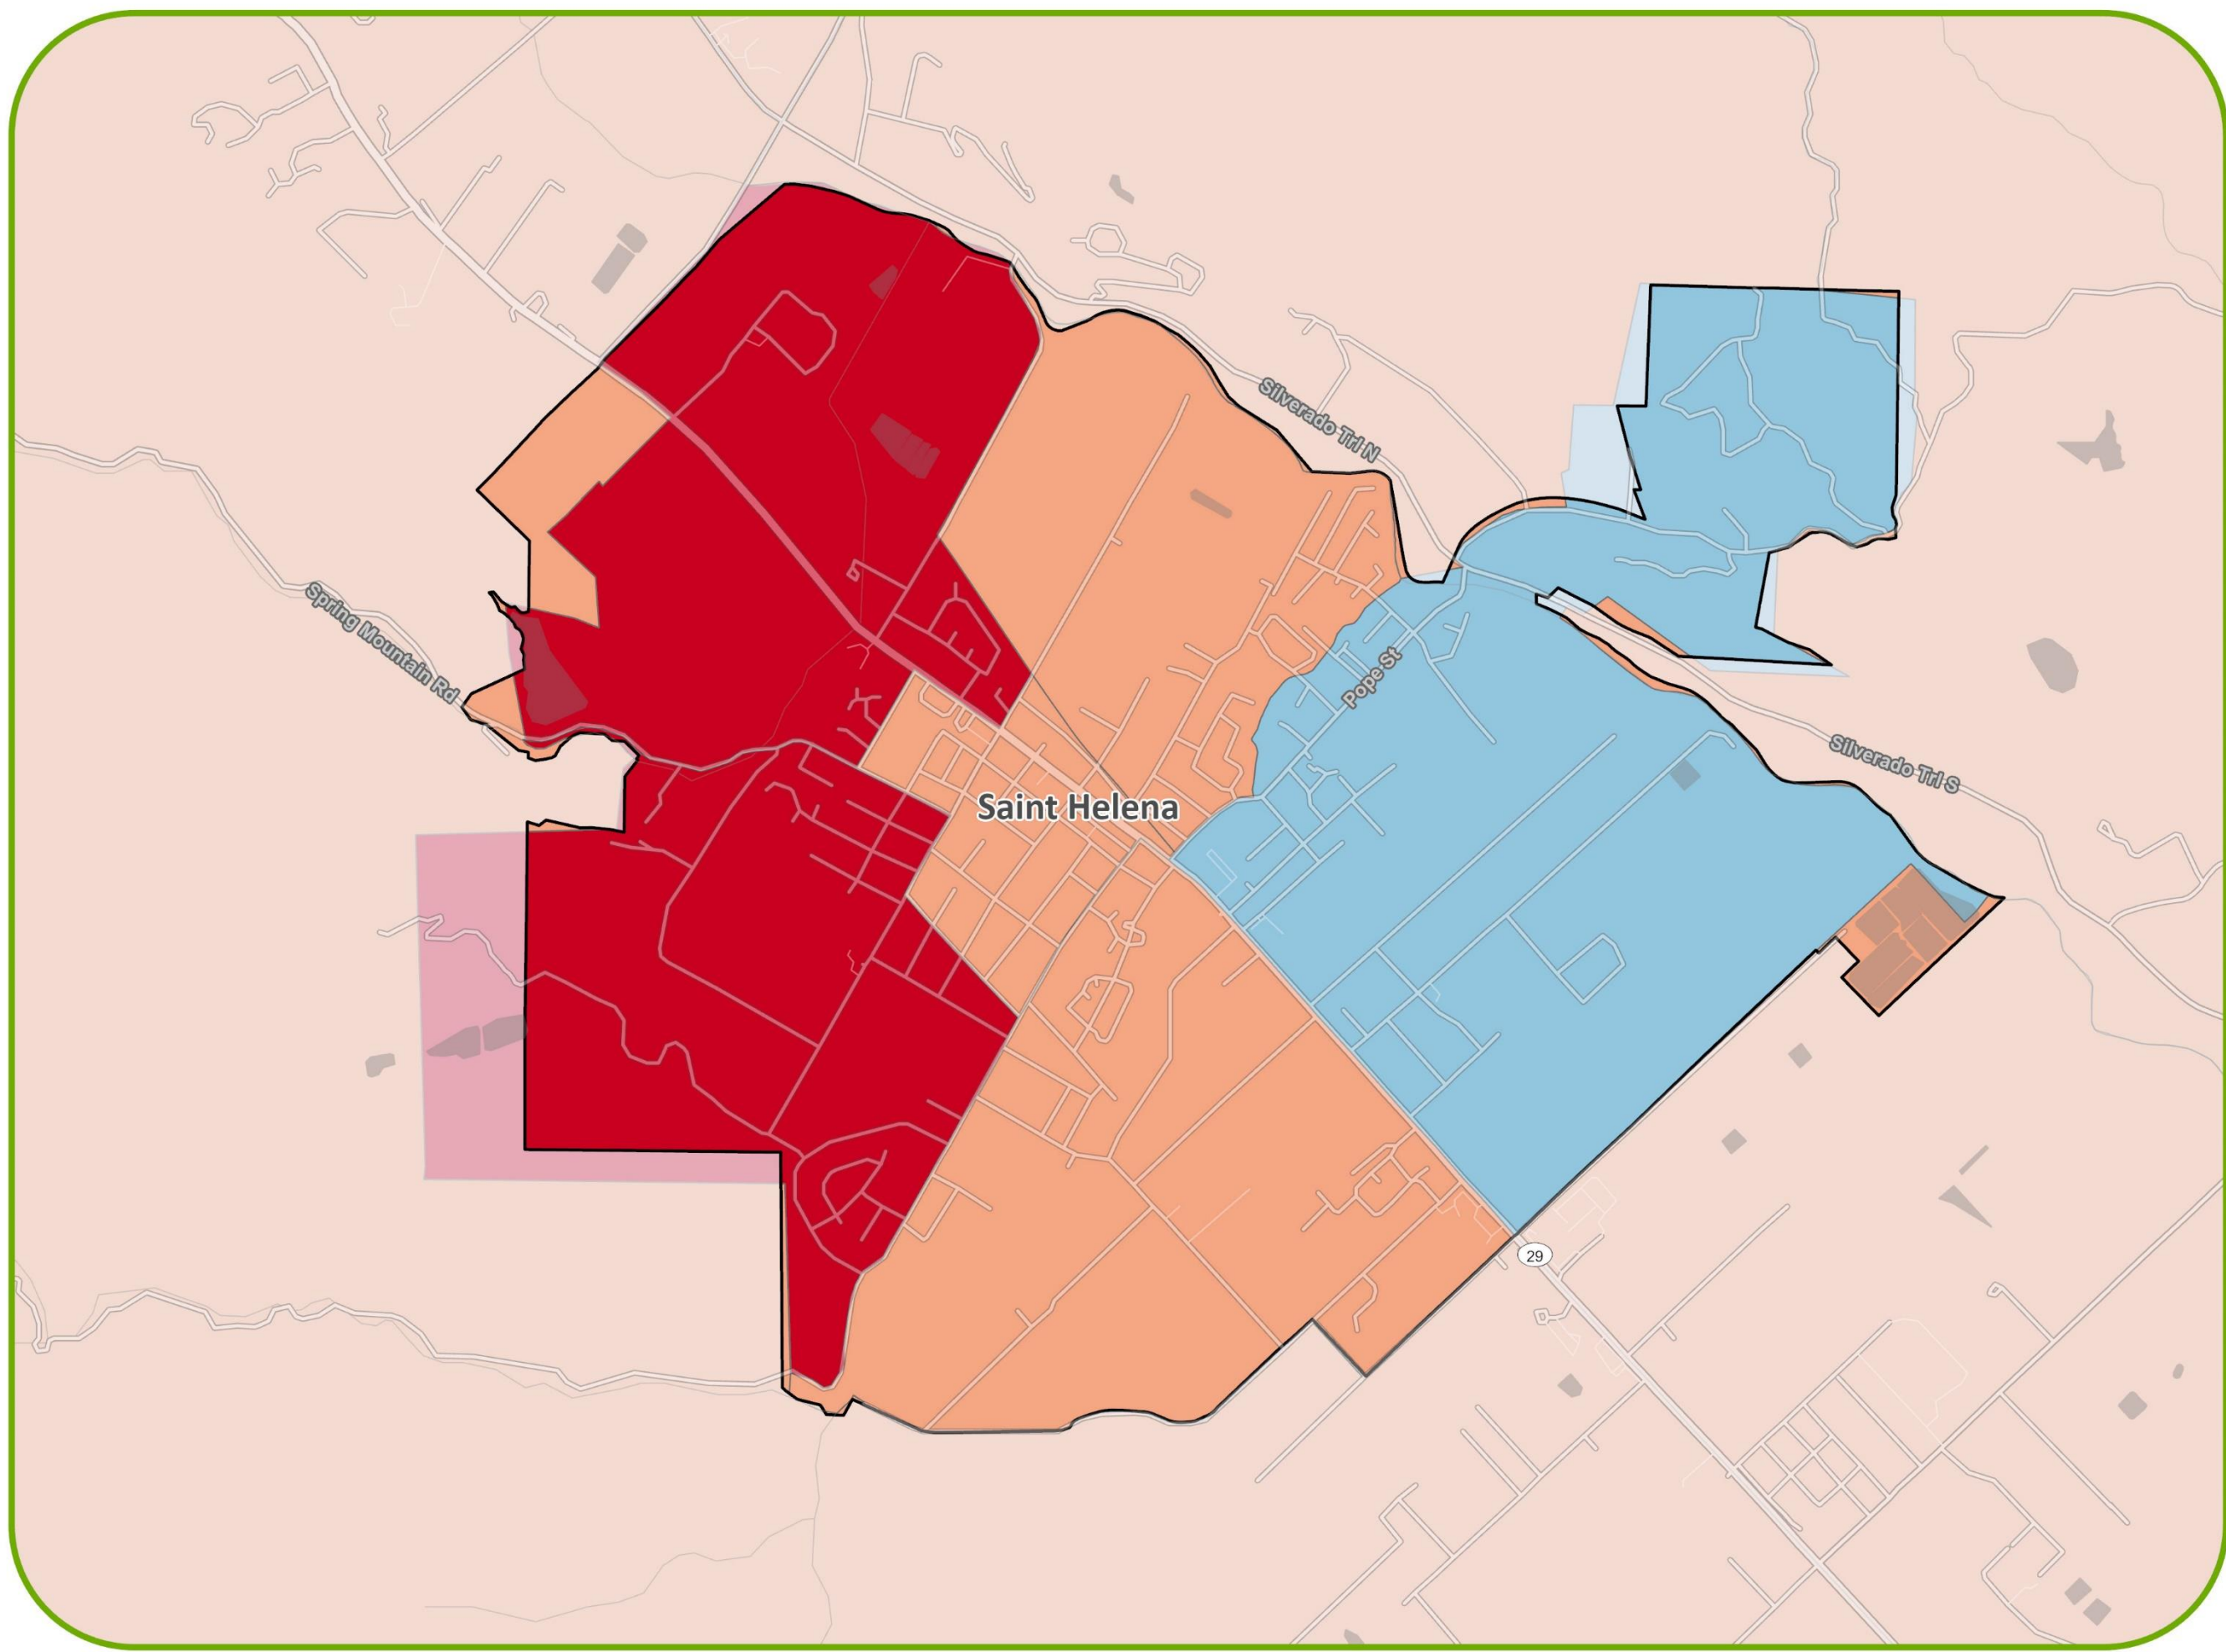 Silverado Trl N
Spring Mountain Rd
Pope St
Silverado Trl S
Saint Helena
29